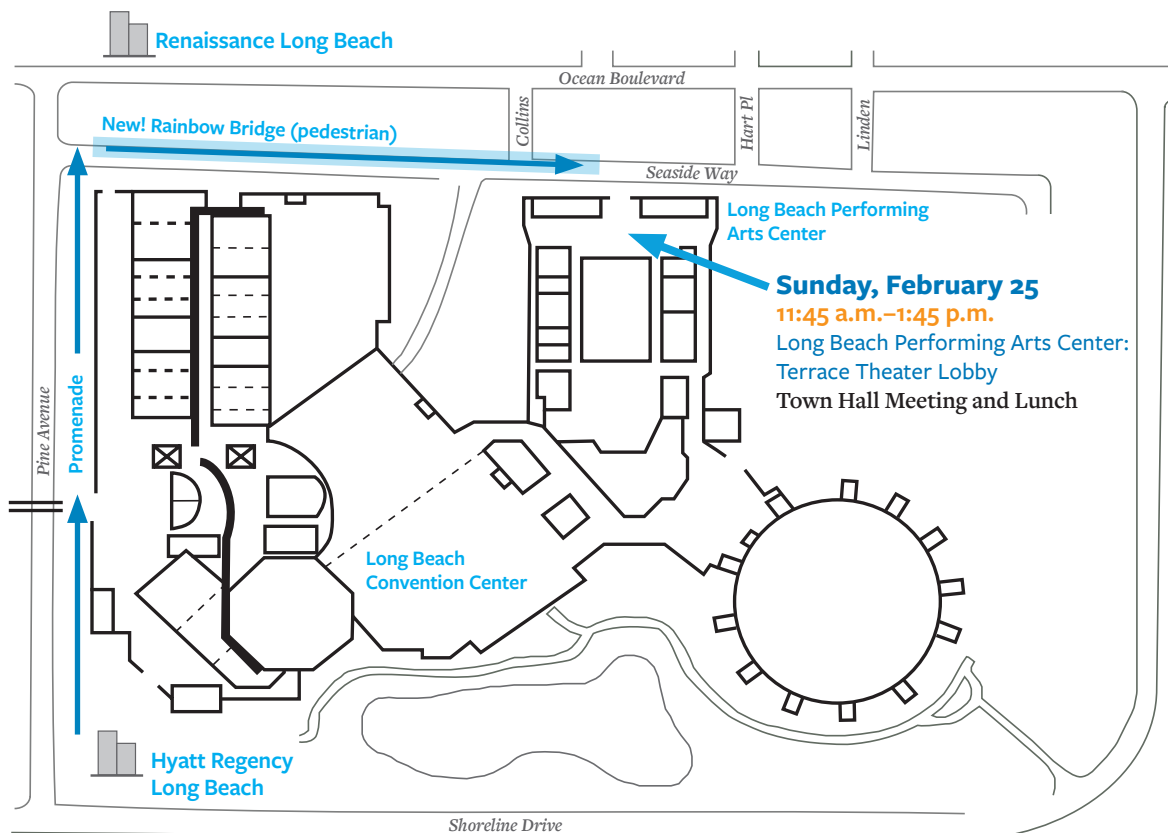 Renaissance Long Beach
Ocean Boulevard
New! Rainbow Bridge (pedestrian)
Collins
Hart Pl
Linden
Seaside Way
Long Beach Performing
Arts Center
Sunday, February 25
11:45 a.m.–1:45 p.m.
Long Beach Performing Arts Center:
Terrace Theater Lobby
Town Hall Meeting and Lunch
Pine Avenue
Promenade
Long Beach
Convention Center
Hyatt Regency
Long Beach
Shoreline Drive